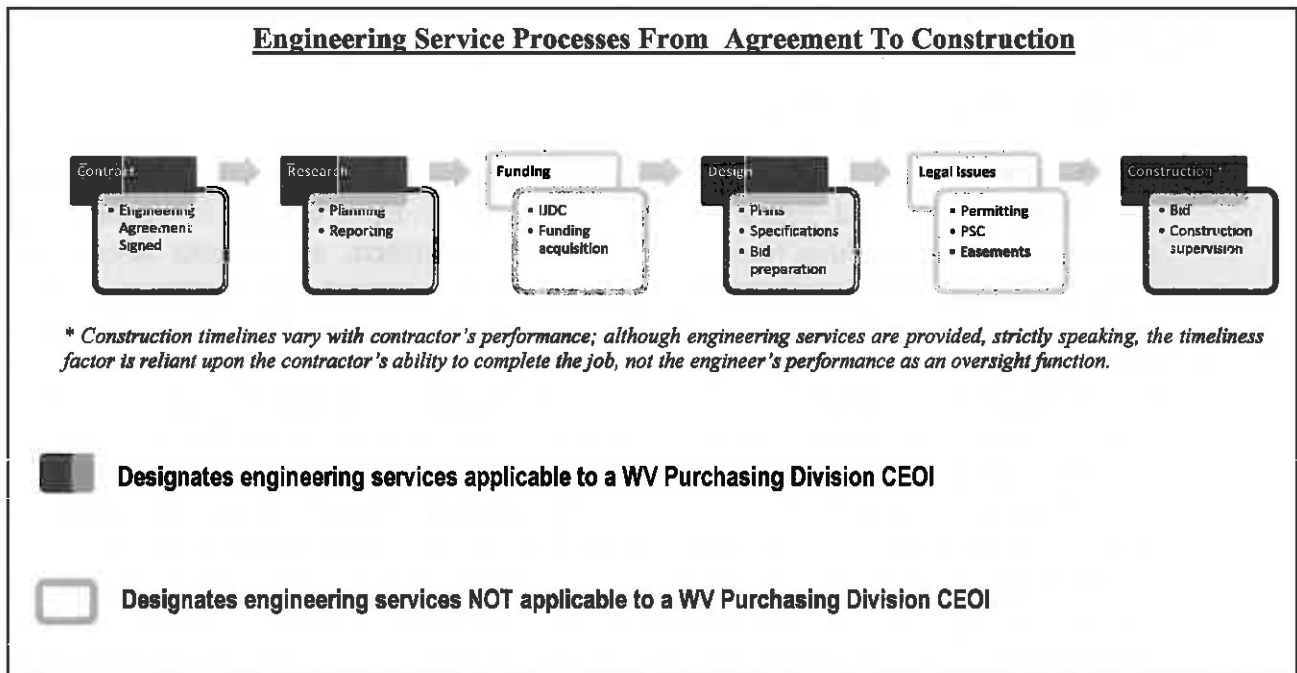 Engineering Service Processes From Agreement To Construction
Contract
Research
Funding
Design
Legal Issues
Construction *
• Engineering
Agreement
Signed
• Planning
• Reporting
• IJDC
• Funding
acquisition
• Plans
• Specifications
• Bid
preparation
• Permitting
• PSC
• Easements
• Bid
• Construction
supervision
* Construction timelines vary with contractor's performance; although engineering services are provided, strictly speaking, the timeliness
factor is reliant upon the contractor's ability to complete the job, not the engineer's performance as an oversight function.
Designates engineering services applicable to a WV Purchasing Division CEOI
Designates engineering services NOT applicable to a WV Purchasing Division CEOI